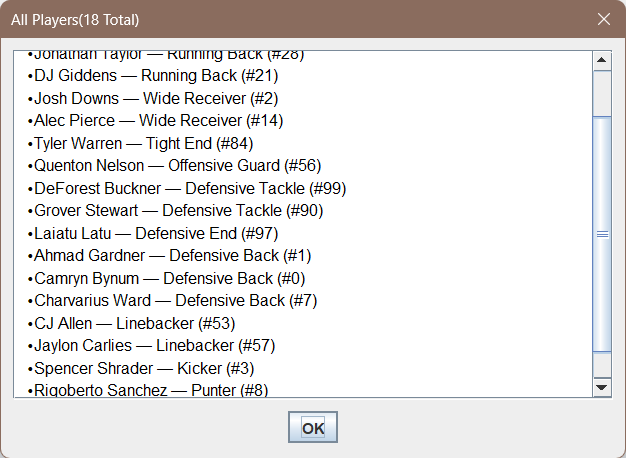 All Players(18 Total)
•Jonathan Taylor — Running Back (#28)
•DJ Giddens — Running Back (#21)
•Josh Downs — Wide Receiver (#2)
•Alec Pierce — Wide Receiver (#14)
•Tyler Warren — Tight End (#84)
•Quenton Nelson — Offensive Guard (#56)
•DeForest Buckner — Defensive Tackle (#99)
•Grover Stewart — Defensive Tackle (#90)
•Laiatu Latu — Defensive End (#97)
•Ahmad Gardner — Defensive Back (#1)
•Camryn Bynum — Defensive Back (#0)
•Charvarius Ward — Defensive Back (#7)
•CJ Allen — Linebacker (#53)
•Jaylon Carlies — Linebacker (#57)
•Spencer Shrader — Kicker (#3)
•Rigoberto Sanchez — Punter (#8)
OK